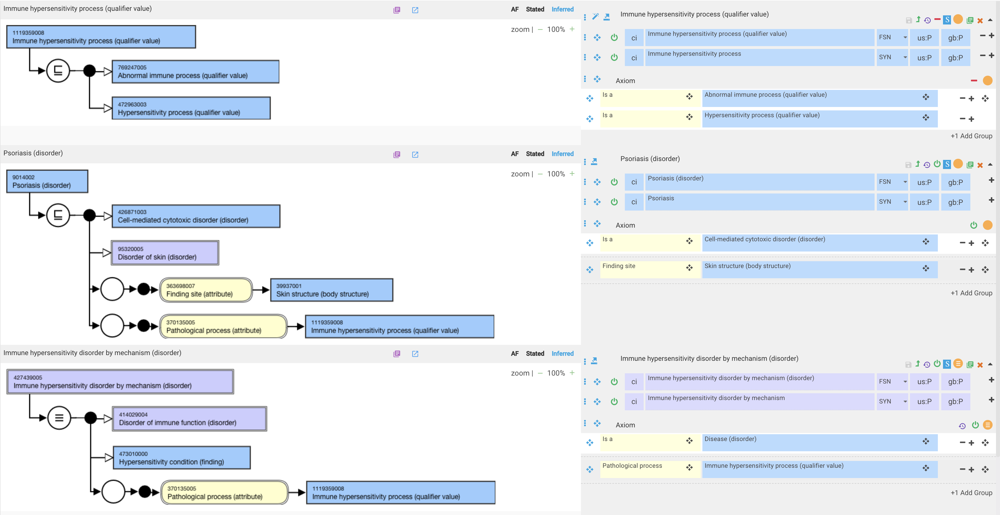 Immune hypersensitivity process (qualifier value)
AF Stated Inferred
zoom | − 100% +
1119359008
Immune hypersensitivity process (qualifier value)
⊑
769247005
Abnormal immune process (qualifier value)
472963003
Hypersensitivity process (qualifier value)
Immune hypersensitivity process (qualifier value)
S
ci Immune hypersensitivity process (qualifier value) FSN us:P gb:P
ci Immune hypersensitivity process SYN us:P gb:P
Axiom
Is a Abnormal immune process (qualifier value)
Is a Hypersensitivity process (qualifier value)
+1 Add Group
Psoriasis (disorder)
AF Stated Inferred
zoom | − 100% +
9014002
Psoriasis (disorder)
⊑
426871003
Cell-mediated cytotoxic disorder (disorder)
95320005
Disorder of skin (disorder)
363698007
Finding site (attribute)
39937001
Skin structure (body structure)
370135005
Pathological process (attribute)
1119359008
Immune hypersensitivity process (qualifier value)
Psoriasis (disorder)
S
ci Psoriasis (disorder) FSN us:P gb:P
ci Psoriasis SYN us:P gb:P
Axiom
Is a Cell-mediated cytotoxic disorder (disorder)
Finding site Skin structure (body structure)
+1 Add Group
Immune hypersensitivity disorder by mechanism (disorder)
AF Stated Inferred
zoom | − 100% +
427439005
Immune hypersensitivity disorder by mechanism (disorder)
≡
414029004
Disorder of immune function (disorder)
473010000
Hypersensitivity condition (finding)
370135005
Pathological process (attribute)
1119359008
Immune hypersensitivity process (qualifier value)
Immune hypersensitivity disorder by mechanism (disorder)
S
ci Immune hypersensitivity disorder by mechanism (disorder) FSN us:P gb:P
ci Immune hypersensitivity disorder by mechanism SYN us:P gb:P
Axiom
Is a Disease (disorder)
Pathological process Immune hypersensitivity process (qualifier value)
+1 Add Group